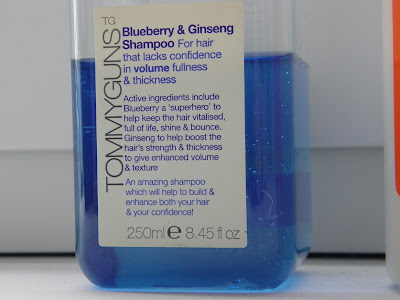 TG
TOMMYGUNS
Blueberry & Ginseng
Shampoo For hair
that lacks confidence
in volume fullness
& thickness
Active ingredients include
Blueberry a 'superhero' to
help keep the hair vitalised,
full of life, shine & bounce.
Ginseng to help boost the
hair's strength & thickness
to give enhanced volume
& texture
An amazing shampoo
which will help to build &
enhance both your hair
& your confidence!
250ml e 8.45 fl oz